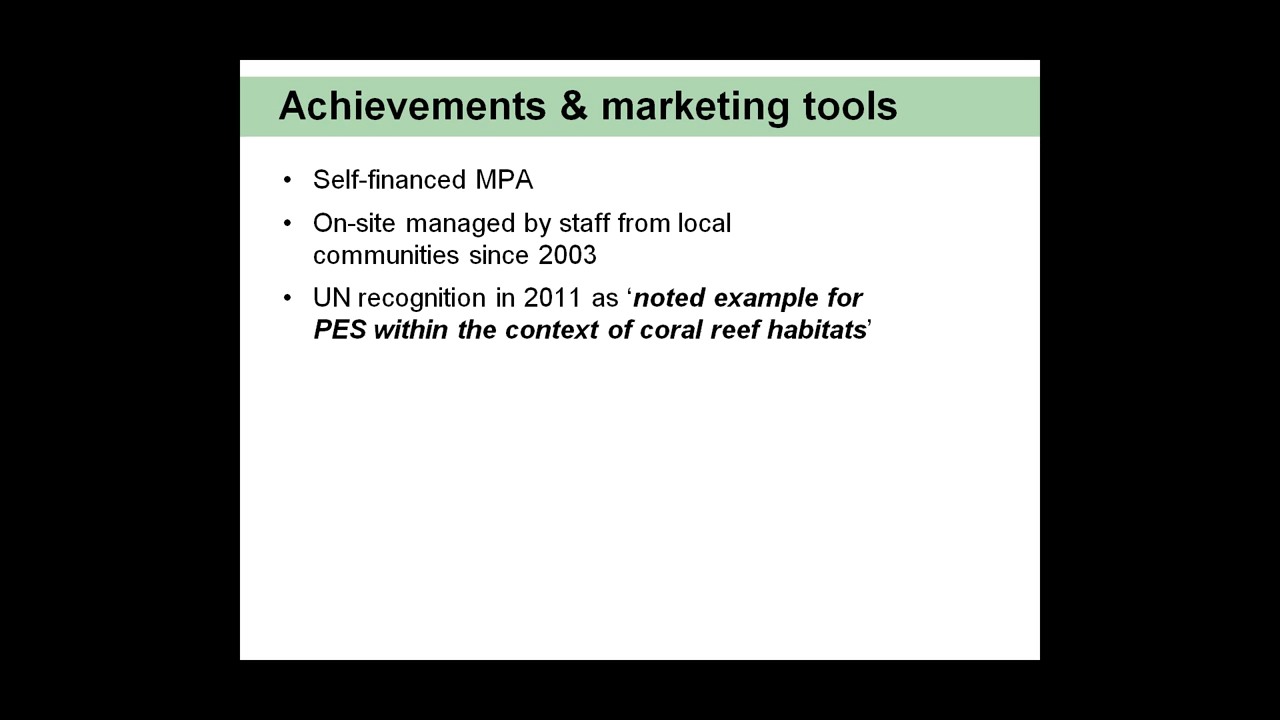 Achievements & marketing tools
• Self-financed MPA
• On-site managed by staff from local
communities since 2003
• UN recognition in 2011 as ‘noted example for
PES within the context of coral reef habitats’